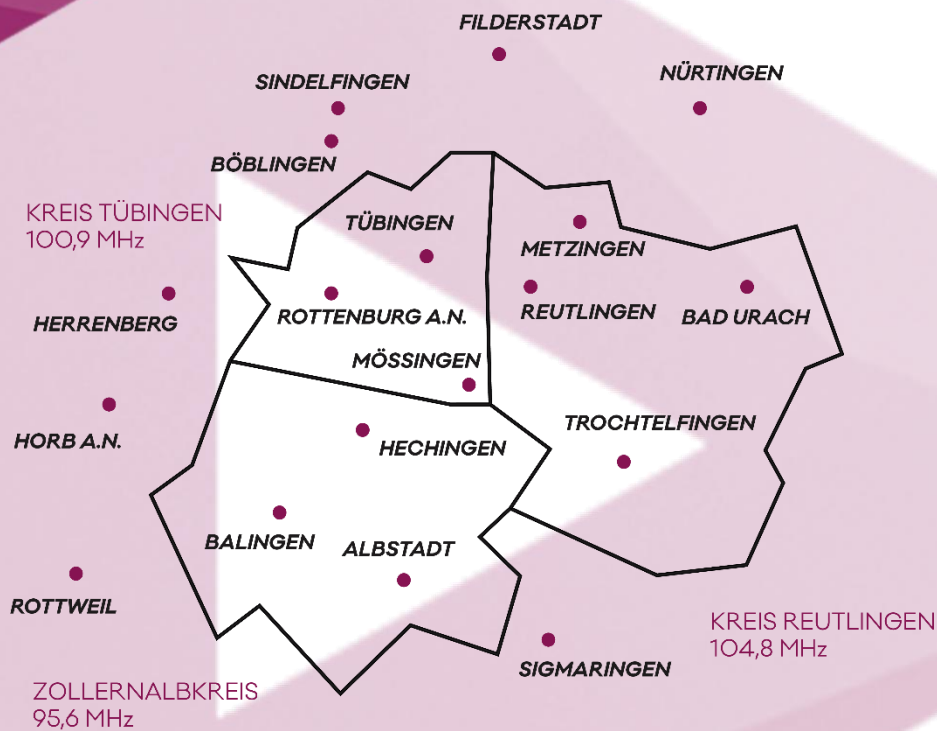 FILDERSTADT
NÜRTINGEN
SINDELFINGEN
BÖBLINGEN
KREIS TÜBINGEN
100,9 MHz
TÜBINGEN
METZINGEN
HERRENBERG
ROTTENBURG A.N.
REUTLINGEN
BAD URACH
MÖSSINGEN
HORB A.N.
HECHINGEN
TROCHTELFINGEN
BALINGEN
ALBSTADT
ROTTWEIL
KREIS REUTLINGEN
104,8 MHz
SIGMARINGEN
ZOLLERNALBKREIS
95,6 MHz